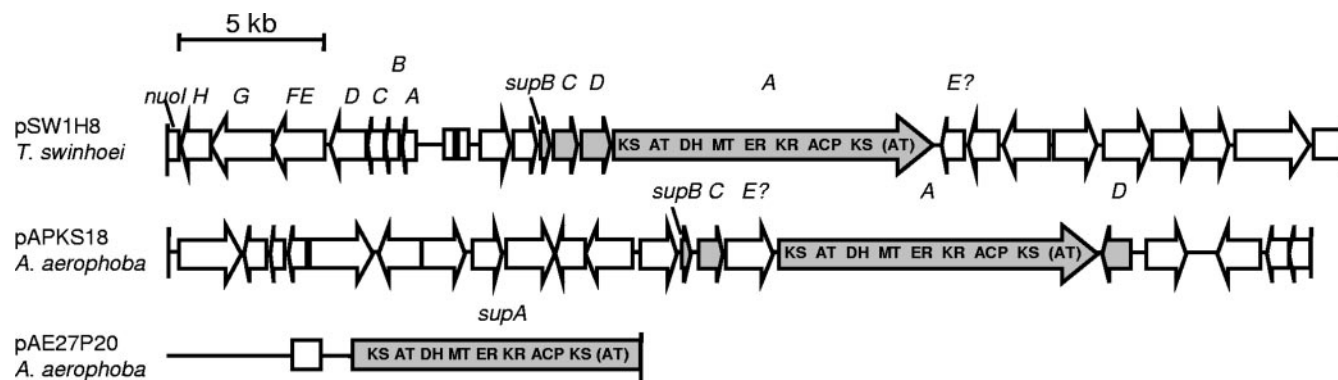 5 kb
B
nuoI H G FE D C A supB C D A E?
pSW1H8
T. swinhoei
KS AT DH MT ER KR ACP KS (AT)
supB C E? A D
pAPKS18
A. aerophoba
KS AT DH MT ER KR ACP KS (AT)
supA
pAE27P20
A. aerophoba
KS AT DH MT ER KR ACP KS (AT)